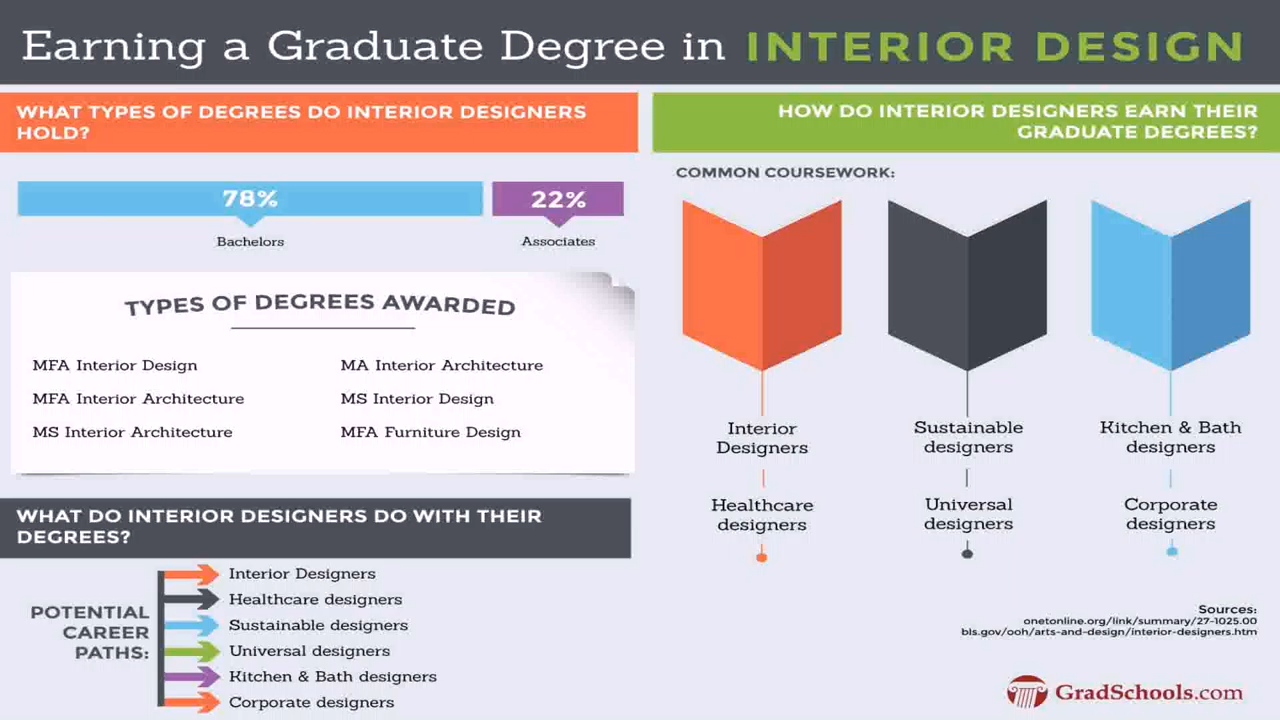 Earning a Graduate Degree in INTERIOR DESIGN
WHAT TYPES OF DEGREES DO INTERIOR DESIGNERS
HOLD?
78%
22%
Bachelors
Associates
TYPES OF DEGREES AWARDED
MFA Interior Design
MA Interior Architecture
MFA Interior Architecture
MS Interior Design
MS Interior Architecture
MFA Furniture Design
WHAT DO INTERIOR DESIGNERS DO WITH THEIR
DEGREES?
POTENTIAL
CAREER
PATHS:
Interior Designers
Healthcare designers
Sustainable designers
Universal designers
Kitchen & Bath designers
Corporate designers
HOW DO INTERIOR DESIGNERS EARN THEIR
GRADUATE DEGREES?
COMMON COURSEWORK:
Interior
Designers
Healthcare
designers
Sustainable
designers
Universal
designers
Kitchen & Bath
designers
Corporate
designers
Sources:
onetonline.org/link/summary/27-1025.00
bls.gov/ooh/arts-and-design/interior-designers.htm
GradSchools.com